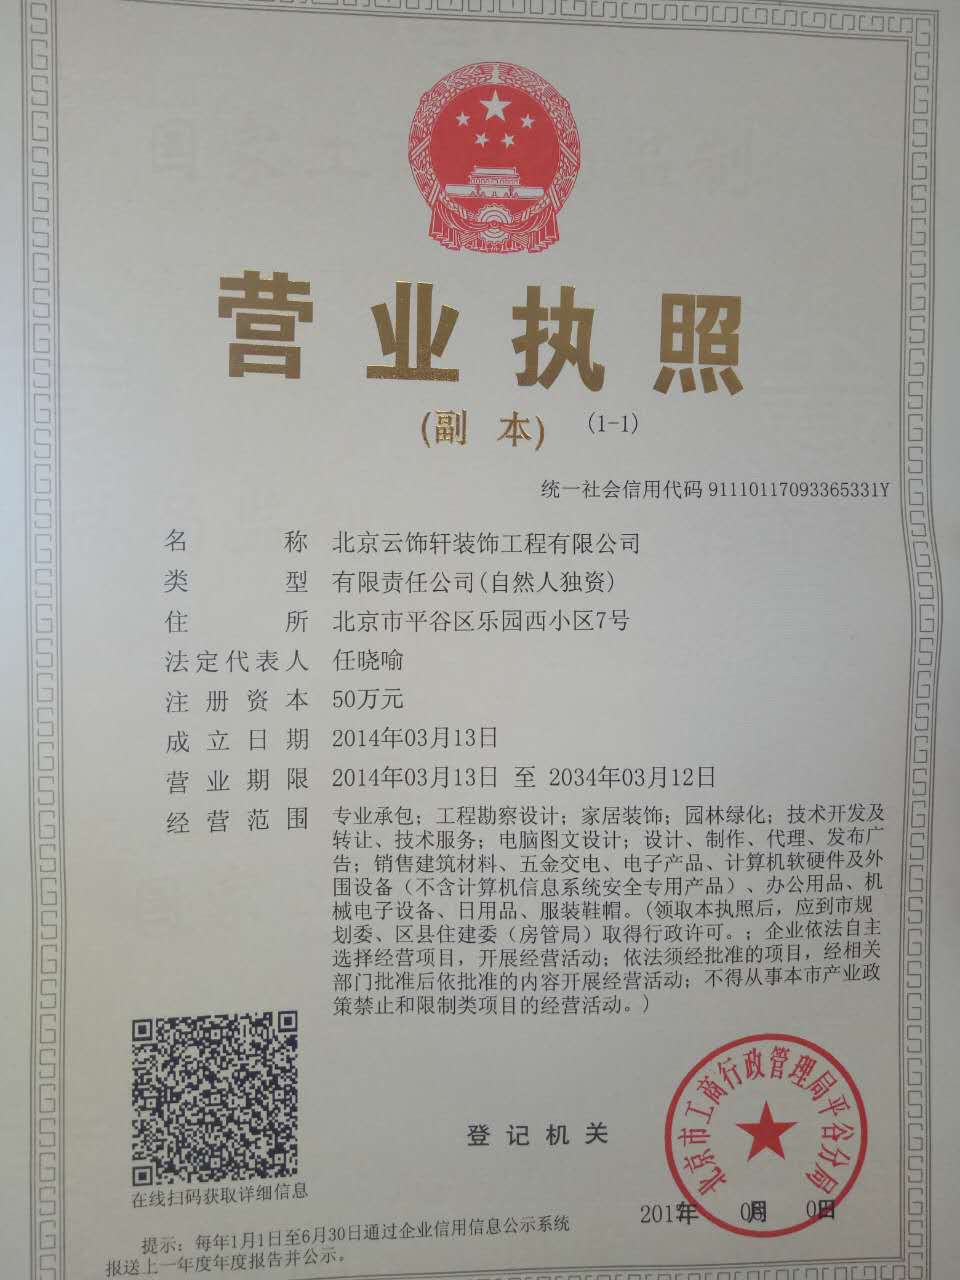 营业执照
(副本) (1-1)
统一社会信用代码 91110117093365331Y
名称 北京云饰轩装饰工程有限公司
类型 有限责任公司(自然人独资)
住所 北京市平谷区乐园西小区7号
法定代表人 任晓喻
注册资本 50万元
成立日期 2014年03月13日
营业期限 2014年03月13日 至 2034年03月12日
经营范围 专业承包；工程勘察设计；家居装饰；园林绿化；技术开发及
转让、技术服务；电脑图文设计；设计、制作、代理、发布广
告；销售建筑材料、五金交电、电子产品、计算机软硬件及外
围设备（不含计算机信息系统安全专用产品）、办公用品、机
械电子设备、日用品、服装鞋帽。(领取本执照后，应到市规
划委、区县住建委（房管局）取得行政许可。；企业依法自主
选择经营项目，开展经营活动；依法须经批准的项目，经相关
部门批准后依批准的内容开展经营活动；不得从事本市产业政
策禁止和限制类项目的经营活动。)
北京市工商行政管理局平谷分局
登记机关
在线扫码获取详细信息
年 月 日
提示：每年1月1日至6月30日通过企业信用信息公示系统
报送上一年度年度报告并公示。